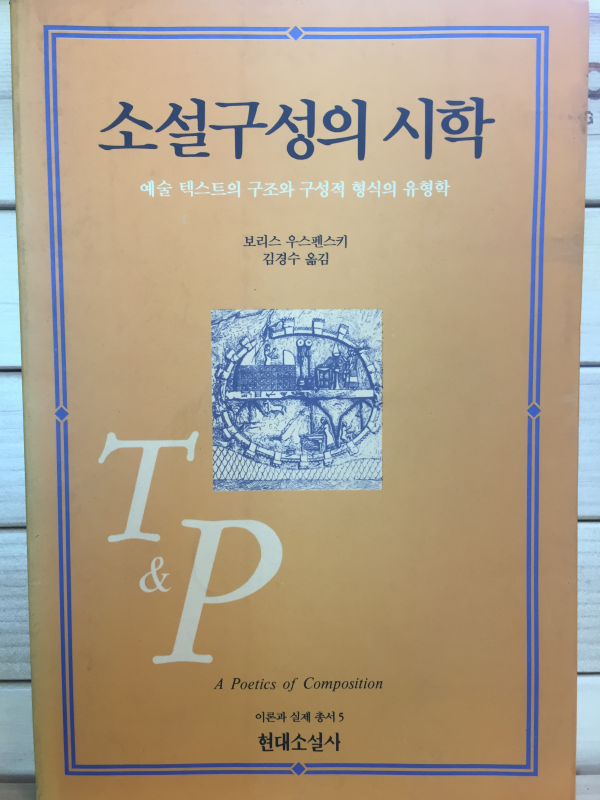 소설구성의 시학
예술 텍스트의 구조와 구성적 형식의 유형학
보리스 우스펜스키
김경수 옮김
T
&
P
A Poetics of Composition
이론과 실제 총서 5
현대소설사